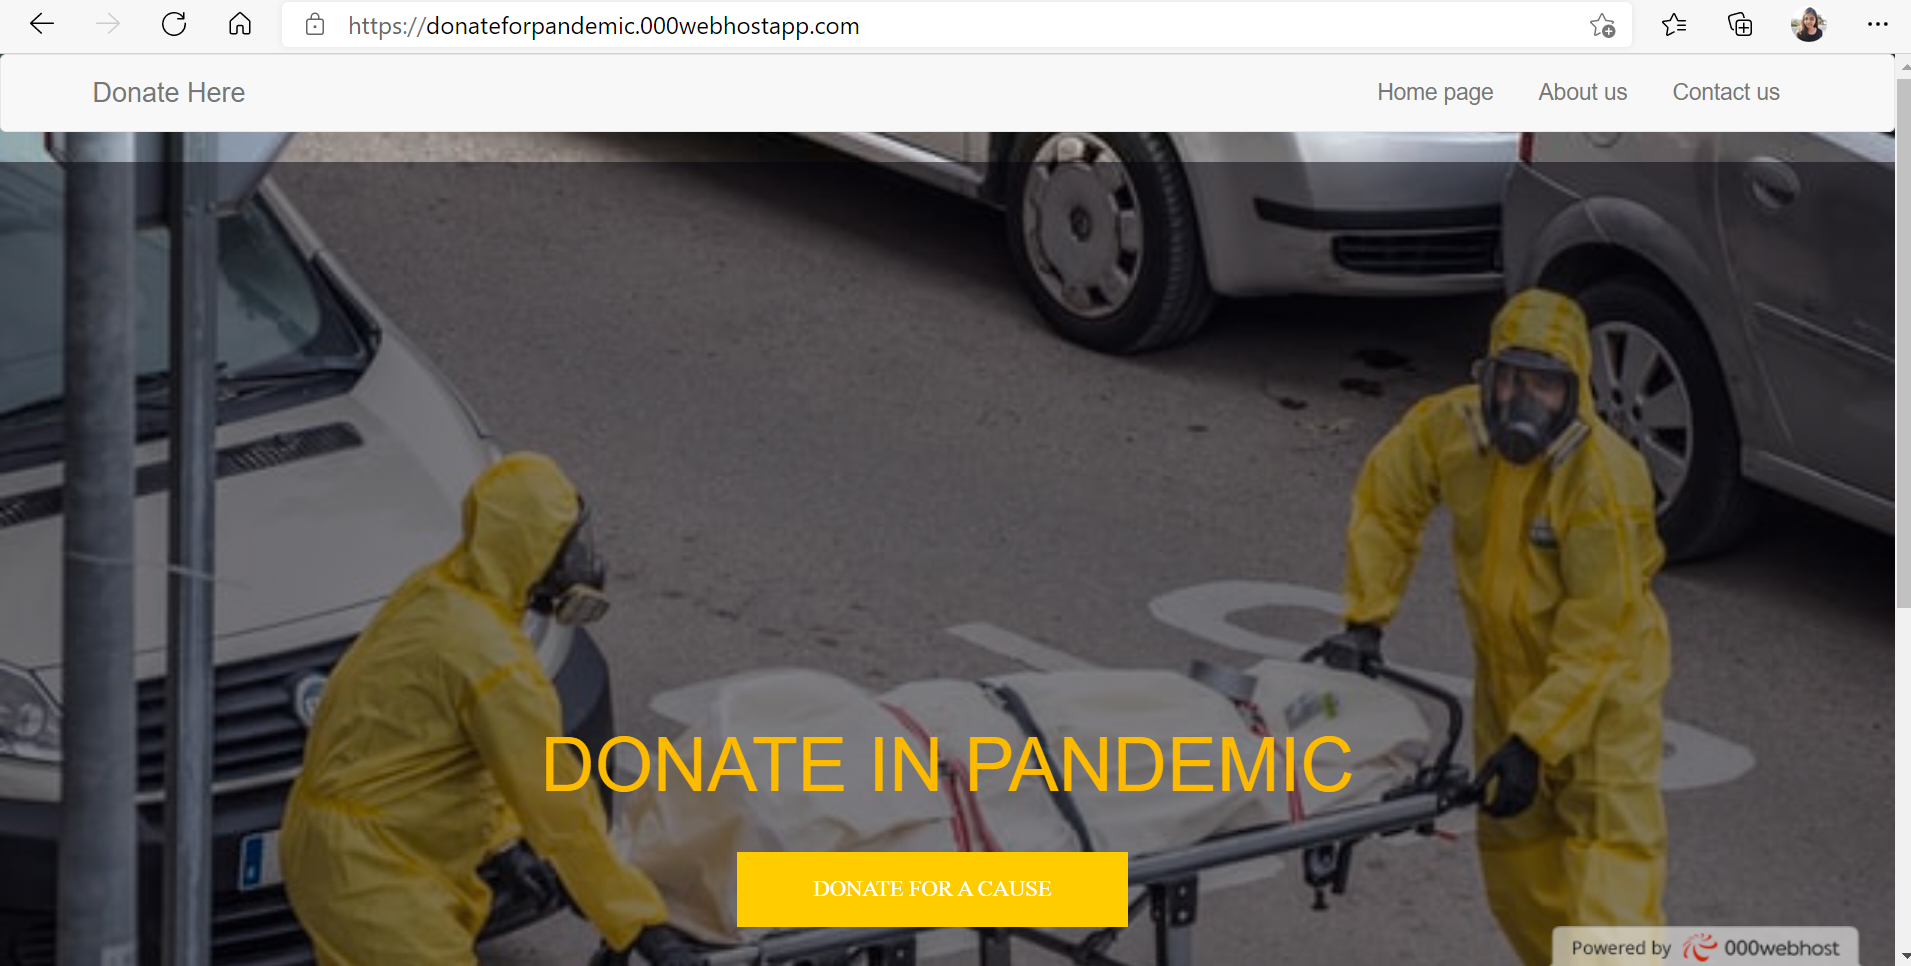 https://donateforpandemic.000webhostapp.com
Donate Here
Home page
About us
Contact us
DONATE IN PANDEMIC
DONATE FOR A CAUSE
Powered by 000webhost